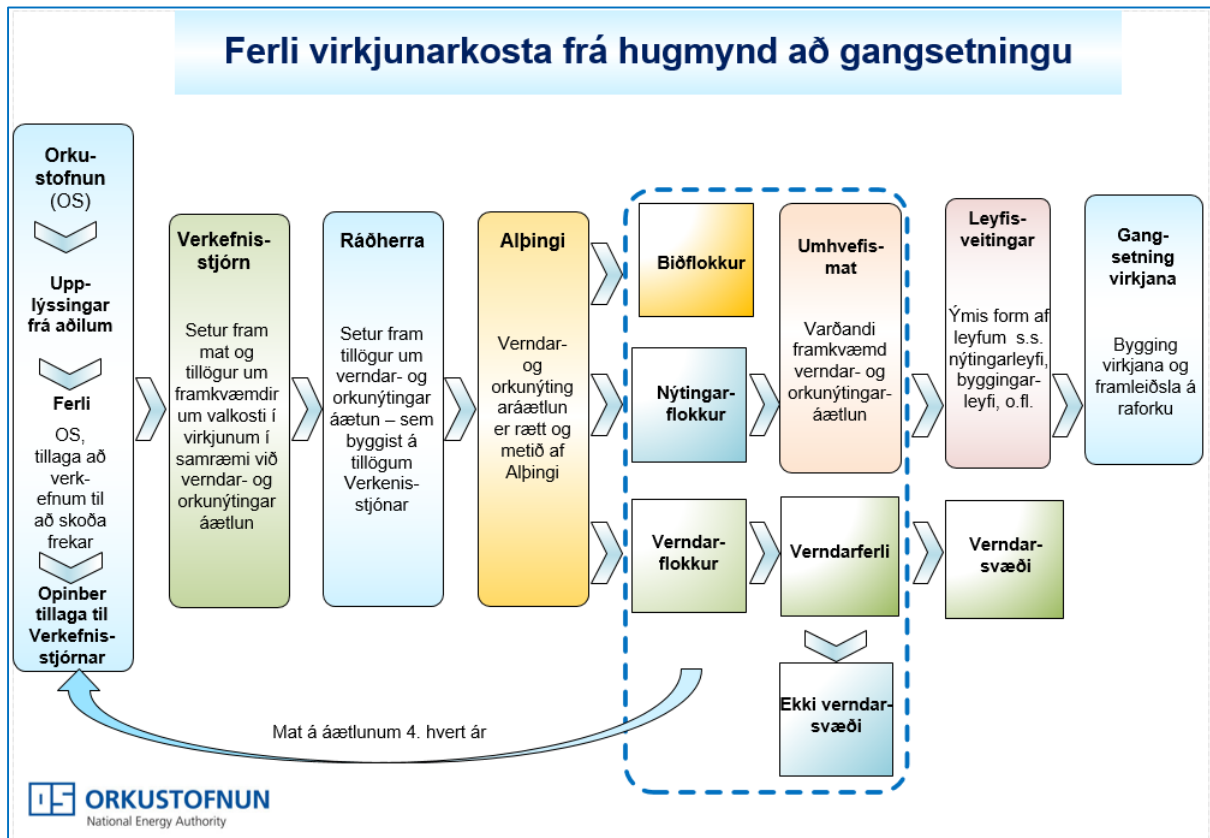 Ferli virkjunarkosta frá hugmynd að gangsetningu
Orku-
stofnun
(OS)
Upp-
lýssingar
frá aðilum
Ferli
OS,
tillaga að
verk-
efnum til
að skoða
frekar
Opinber
tillaga til
Verkefnis-
stjórnar
Verkefnis-
stjórn
Setur fram
mat og
tillögur um
framkvæmdir
um valkosti í
virkjunum í
samræmi við
verndar- og
orkunýtingar
áætlun
Ráðherra
Setur fram
tillögur um
verndar- og
orkunýtingar
áætun – sem
byggist á
tillögum
Verkenis-
stjónar
Alþingi
Verndar-
og
orkunýting
aráætlun
er rætt og
metið af
Alþingi
Biðflokkur
Nýtingar-
flokkur
Verndar-
flokkur
Umhvefis-
mat
Varðandi
framkvæmd
verndar- og
orkunýtingar-
áætlun
Verndarferli
Ekki verndar-
svæði
Leyfis-
veitingar
Ýmis form af
leyfum s.s.
nýtingarleyfi,
byggingar-
leyfi, o.fl.
Verndar-
svæði
Gang-
setning
virkjana
Bygging
virkjana og
framleiðsla á
raforku
Mat á áætlunum 4. hvert ár
OS ORKUSTOFNUN
National Energy Authority